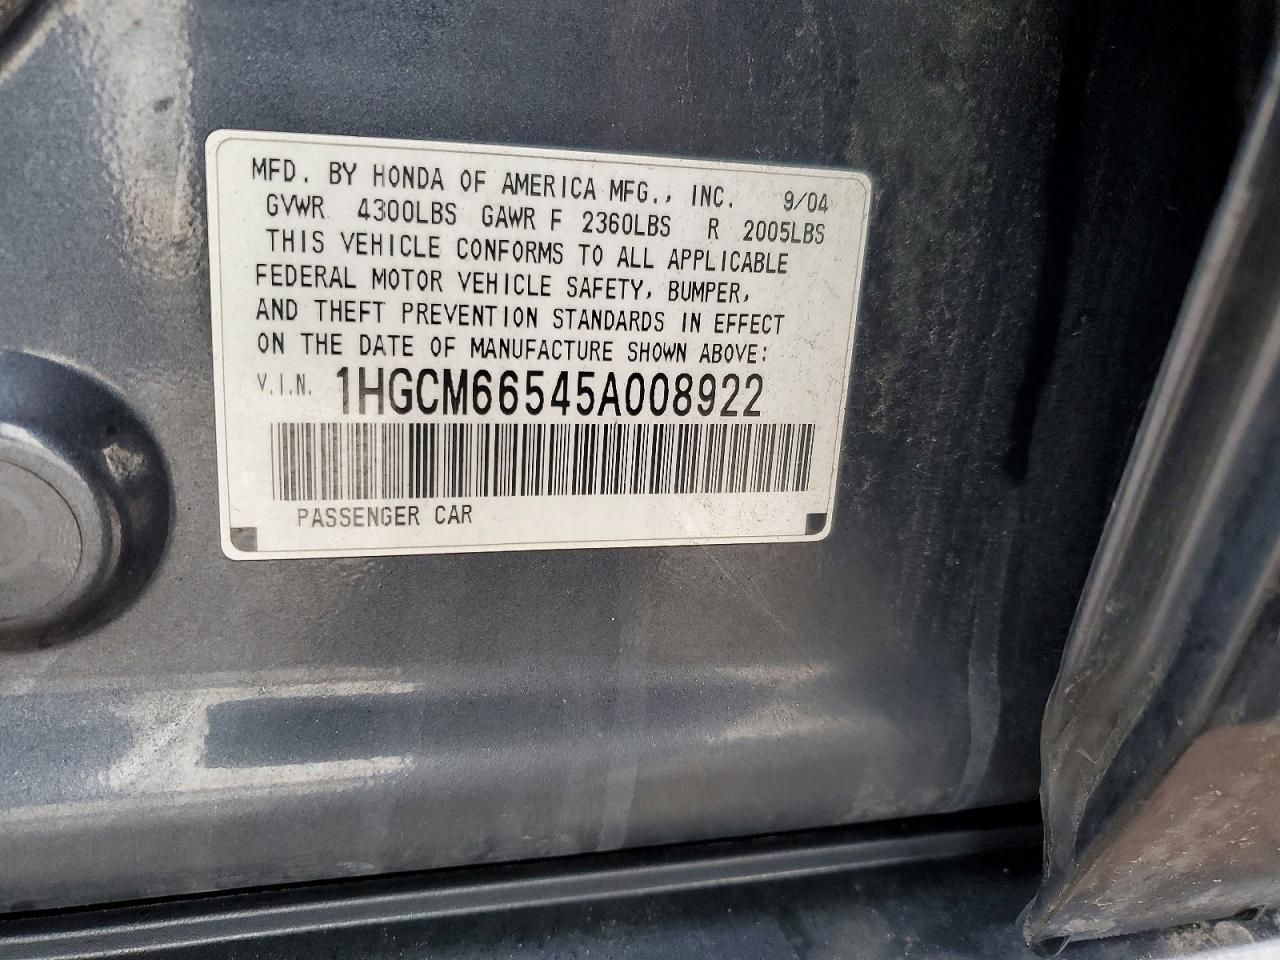 MFD. BY HONDA OF AMERICA MFG., INC. 9/04
GVWR 4300LBS GAWR F 2360LBS R 2005LBS
THIS VEHICLE CONFORMS TO ALL APPLICABLE
FEDERAL MOTOR VEHICLE SAFETY, BUMPER,
AND THEFT PREVENTION STANDARDS IN EFFECT
ON THE DATE OF MANUFACTURE SHOWN ABOVE:
V.I.N. 1HGCM66545A008922
PASSENGER CAR